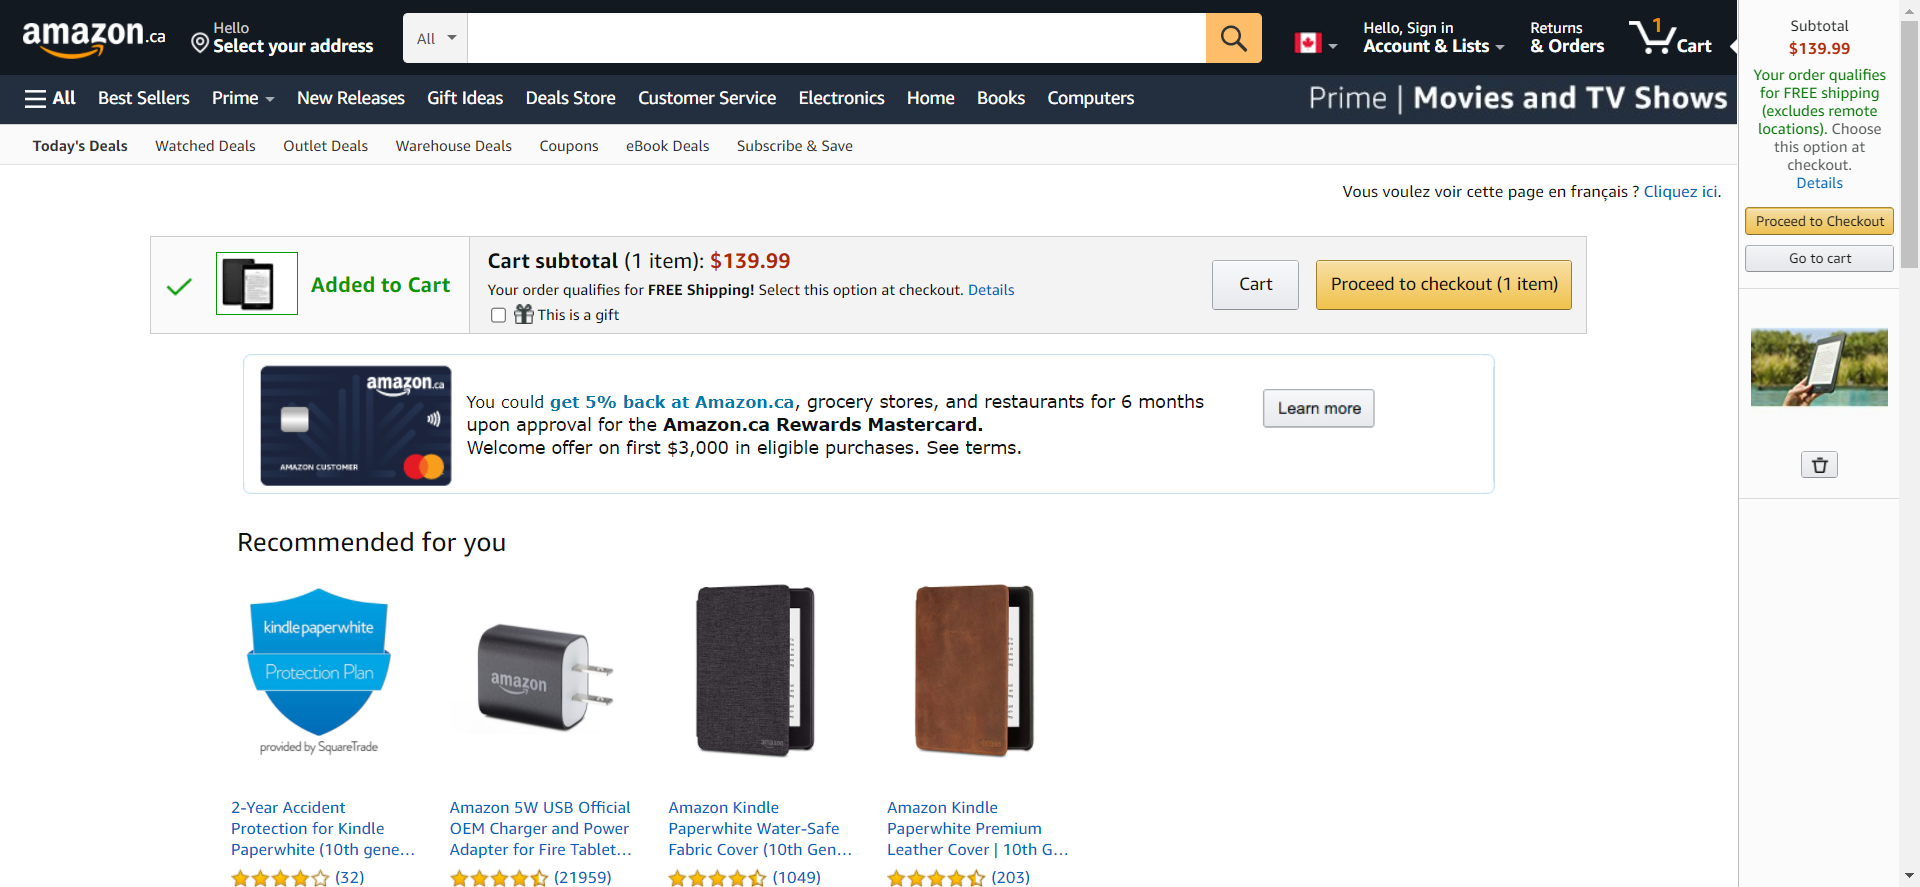 amazon.ca
Hello
Select your address
All
Hello, Sign in
Account & Lists
Returns
& Orders
1
Cart
All
Best Sellers
Prime
New Releases
Gift Ideas
Deals Store
Customer Service
Electronics
Home
Books
Computers
Prime | Movies and TV Shows
Today's Deals
Watched Deals
Outlet Deals
Warehouse Deals
Coupons
eBook Deals
Subscribe & Save
Vous voulez voir cette page en français ? Cliquez ici.
Added to Cart
Cart subtotal (1 item): $139.99
Your order qualifies for FREE Shipping! Select this option at checkout. Details
This is a gift
Cart
Proceed to checkout (1 item)
amazon.ca
AMAZON CUSTOMER
You could get 5% back at Amazon.ca, grocery stores, and restaurants for 6 months
upon approval for the Amazon.ca Rewards Mastercard.
Welcome offer on first $3,000 in eligible purchases. See terms.
Learn more
Recommended for you
kindle paperwhite
Protection Plan
provided by SquareTrade
2-Year Accident
Protection for Kindle
Paperwhite (10th gene...
(32)
amazon
Amazon 5W USB Official
OEM Charger and Power
Adapter for Fire Tablet...
(21959)
amazon
Amazon Kindle
Paperwhite Water-Safe
Fabric Cover (10th Gen...
(1049)
Amazon Kindle
Paperwhite Premium
Leather Cover | 10th G...
(203)
Subtotal
$139.99
Your order qualifies
for FREE shipping
(excludes remote
locations). Choose
this option at
checkout.
Details
Proceed to Checkout
Go to cart